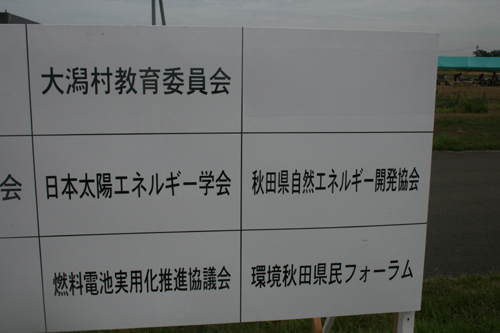 大潟村教育委員会
会
日本太陽エネルギー学会
秋田県自然エネルギー開発協会
燃料電池実用化推進協議会
環境秋田県民フォーラム